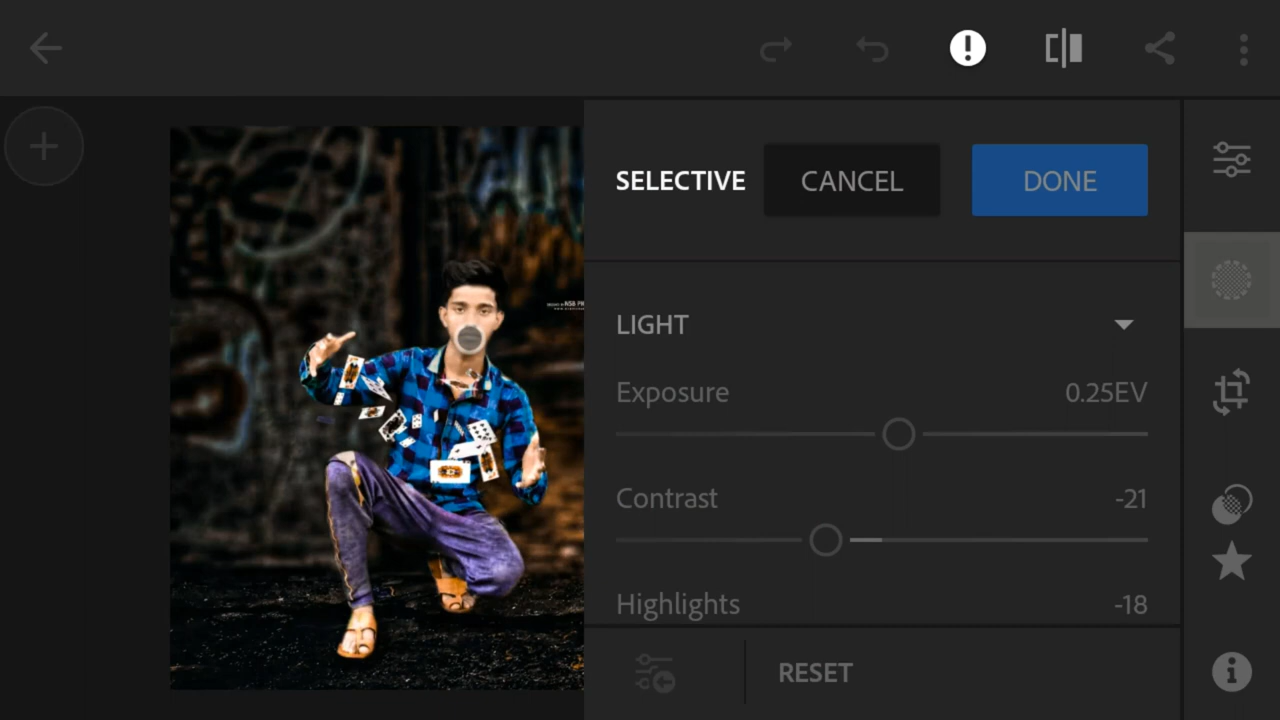 SELECTIVE
CANCEL
DONE
LIGHT
Exposure
0.25EV
Contrast
-21
Highlights
-18
RESET